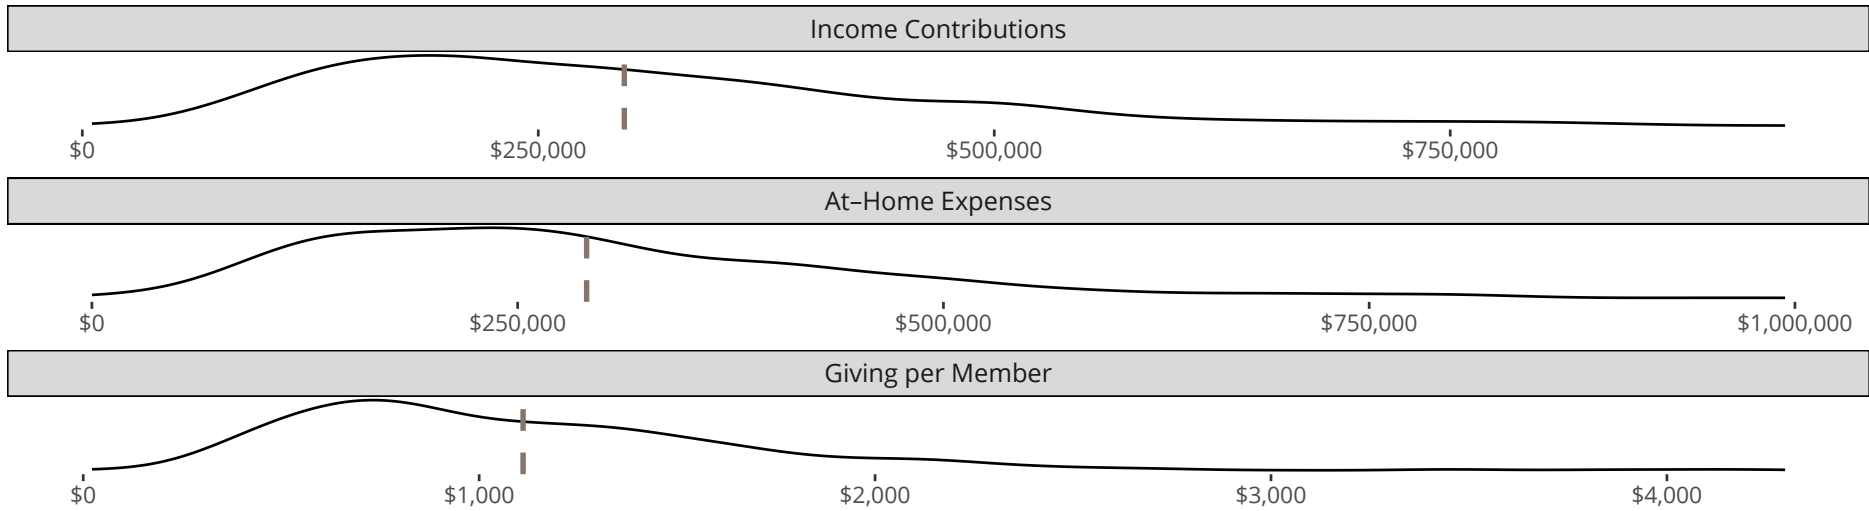 Income Contributions
$0 $250,000 $500,000 $750,000
At–Home Expenses
$0 $250,000 $500,000 $750,000 $1,000,000
Giving per Member
$0 $1,000 $2,000 $3,000 $4,000